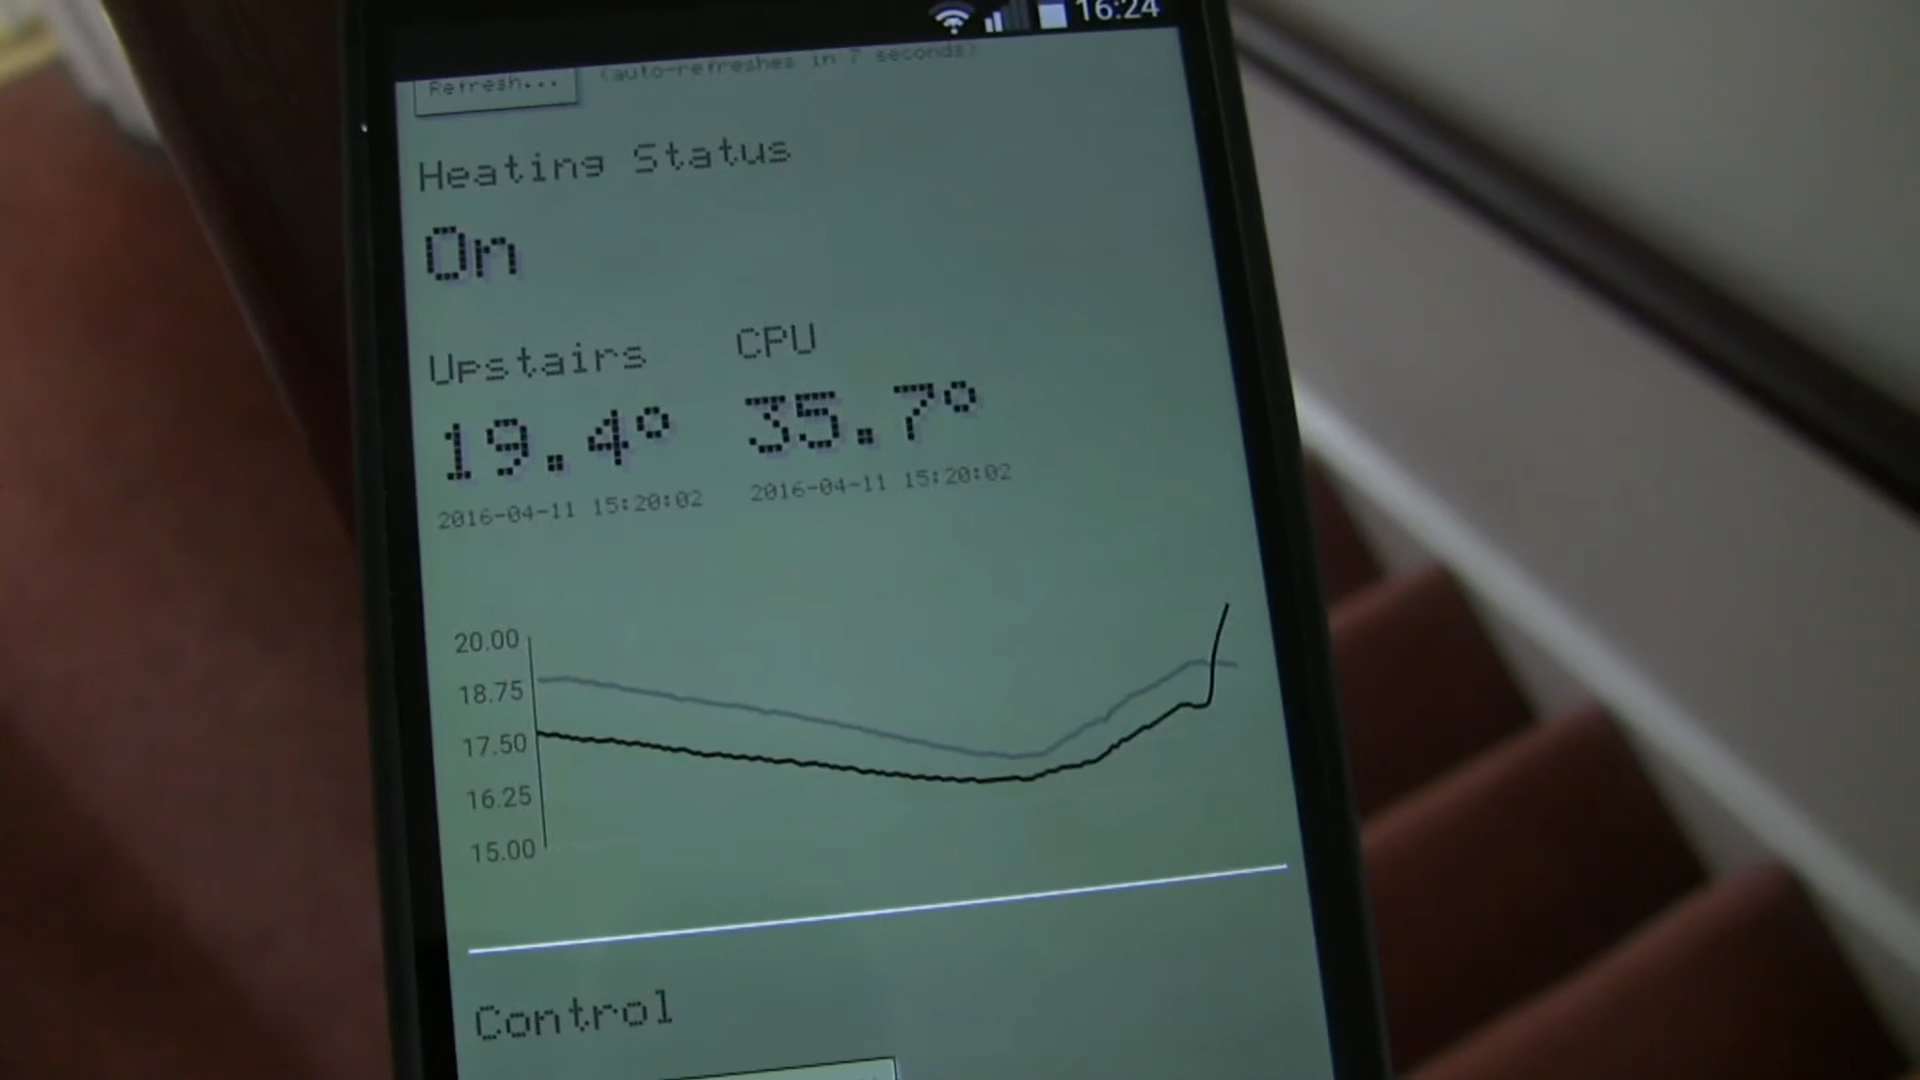 16:24
Refresh... (auto-refreshes in 7 seconds)
Heating Status
On
Upstairs CPU
19.4° 35.7°
2016-04-11 15:20:02 2016-04-11 15:20:02
20.00
18.75
17.50
16.25
15.00
Control